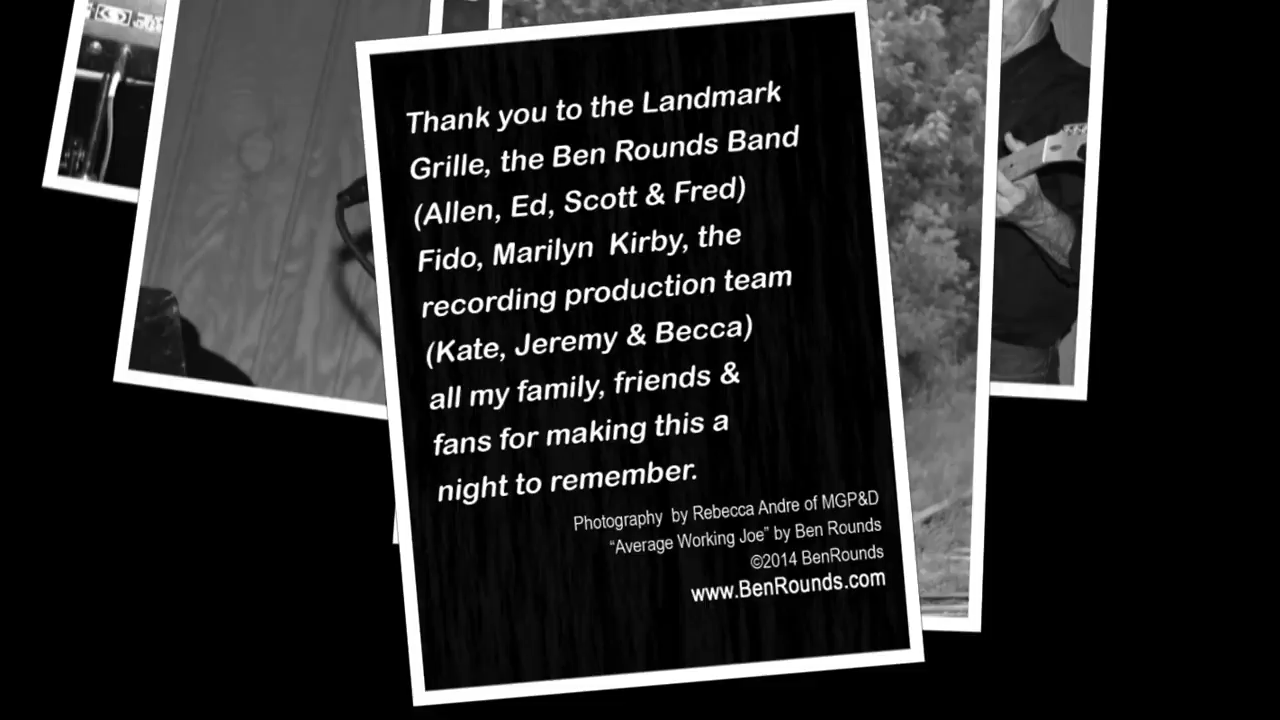 Thank you to the Landmark
Grille, the Ben Rounds Band
(Allen, Ed, Scott & Fred)
Fido, Marilyn Kirby, the
recording production team
(Kate, Jeremy & Becca)
all my family, friends &
fans for making this a
night to remember.
Photography by Rebecca Andre of MGP&D
“Average Working Joe” by Ben Rounds
©2014 BenRounds
www.BenRounds.com